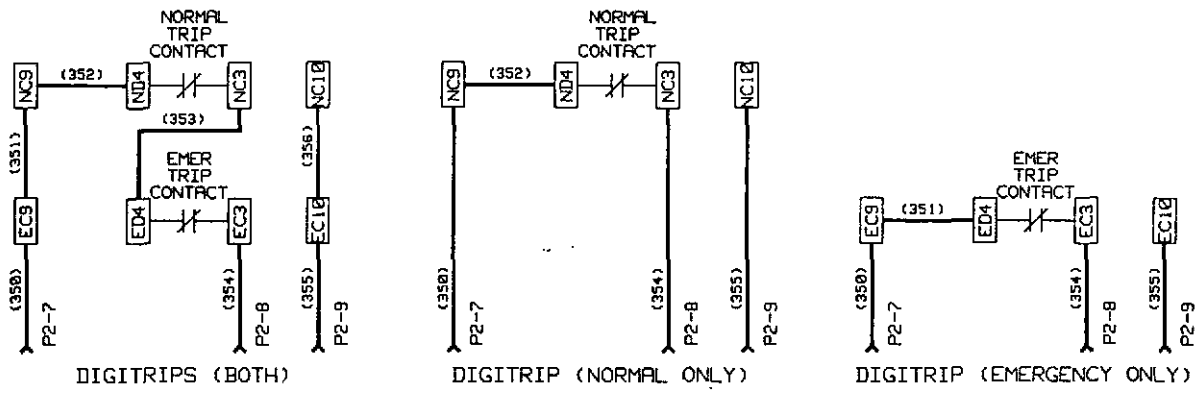 NORMAL
TRIP
CONTACT
NC9
(352)
ND4
NC3
NC10
(353)
(351)
(356)
EMER
TRIP
CONTACT
EC9
ED4
EC3
EC10
(350)
P2-7
(354)
P2-8
(355)
P2-9
DIGITRIPS (BOTH)
NORMAL
TRIP
CONTACT
NC9
(352)
ND4
NC3
NC10
(350)
P2-7
(354)
P2-8
(355)
P2-9
DIGITRIP (NORMAL ONLY)
EMER
TRIP
CONTACT
EC9
(351)
ED4
EC3
EC10
(350)
P2-7
(354)
P2-8
(355)
P2-9
DIGITRIP (EMERGENCY ONLY)